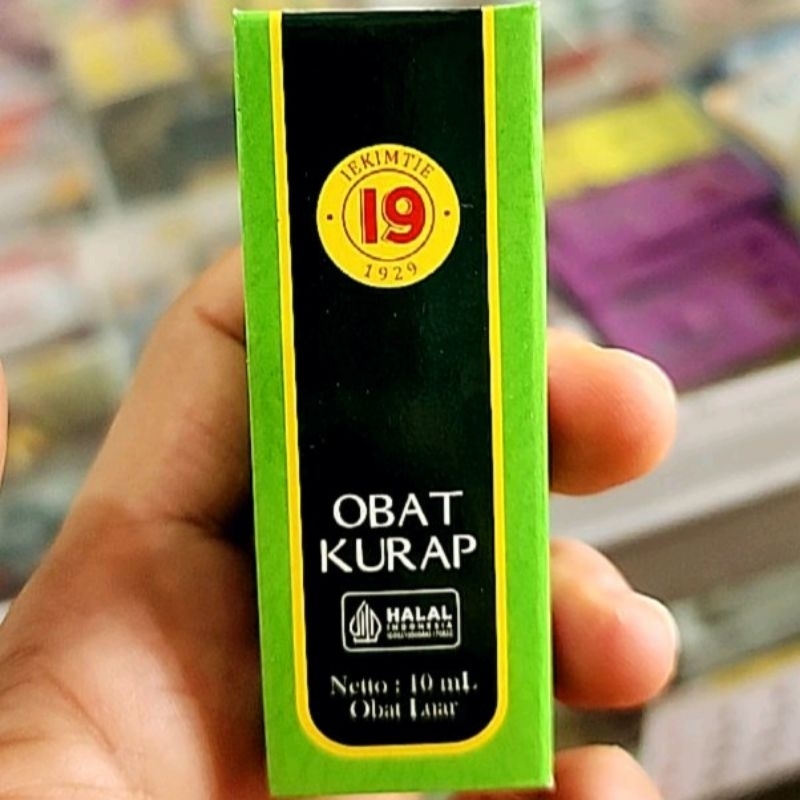 IEKIMTIE
19
1929
OBAT
KURAP
HALAL
INDONESIA
Netto : 10 mL
Obat Luar